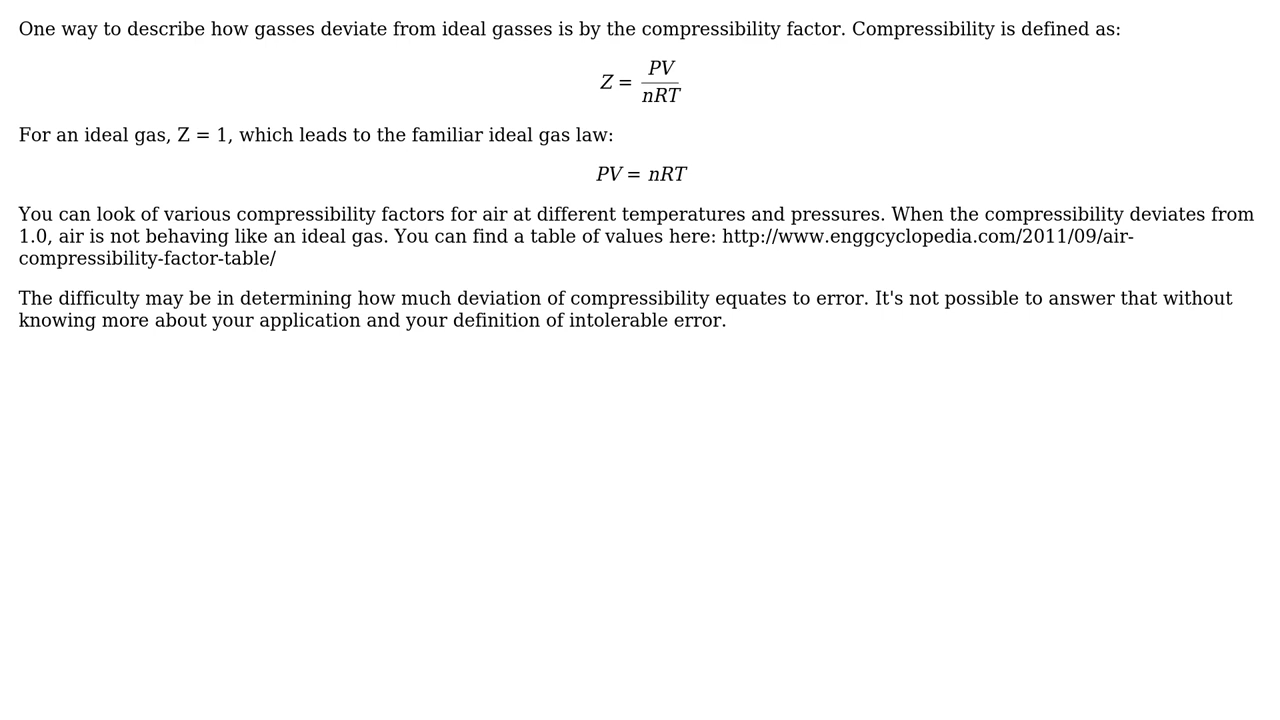 One way to describe how gasses deviate from ideal gasses is by the compressibility factor. Compressibility is defined as:
Z = PV / nRT
For an ideal gas, Z = 1, which leads to the familiar ideal gas law:
PV = nRT
You can look of various compressibility factors for air at different temperatures and pressures. When the compressibility deviates from
1.0, air is not behaving like an ideal gas. You can find a table of values here: http://www.enggcyclopedia.com/2011/09/air-
compressibility-factor-table/
The difficulty may be in determining how much deviation of compressibility equates to error. It's not possible to answer that without
knowing more about your application and your definition of intolerable error.